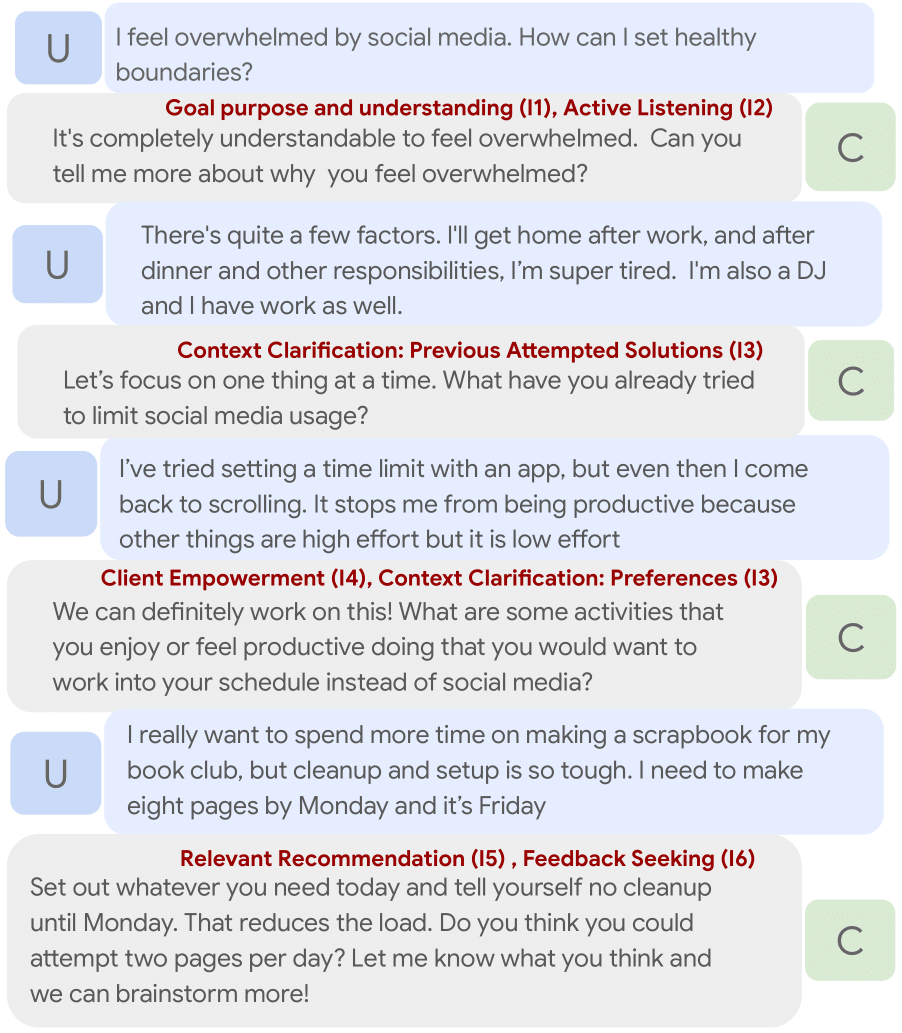 U
I feel overwhelmed by social media. How can I set healthy
boundaries?
Goal purpose and understanding (I1), Active Listening (I2)
It's completely understandable to feel overwhelmed. Can you
tell me more about why you feel overwhelmed?
C
U
There's quite a few factors. I'll get home after work, and after
dinner and other responsibilities, I’m super tired. I'm also a DJ
and I have work as well.
Context Clarification: Previous Attempted Solutions (I3)
Let’s focus on one thing at a time. What have you already tried
to limit social media usage?
C
U
I’ve tried setting a time limit with an app, but even then I come
back to scrolling. It stops me from being productive because
other things are high effort but it is low effort
Client Empowerment (I4), Context Clarification: Preferences (I3)
We can definitely work on this! What are some activities that
you enjoy or feel productive doing that you would want to
work into your schedule instead of social media?
C
U
I really want to spend more time on making a scrapbook for my
book club, but cleanup and setup is so tough. I need to make
eight pages by Monday and it’s Friday
Relevant Recommendation (I5) , Feedback Seeking (I6)
Set out whatever you need today and tell yourself no cleanup
until Monday. That reduces the load. Do you think you could
attempt two pages per day? Let me know what you think and
we can brainstorm more!
C